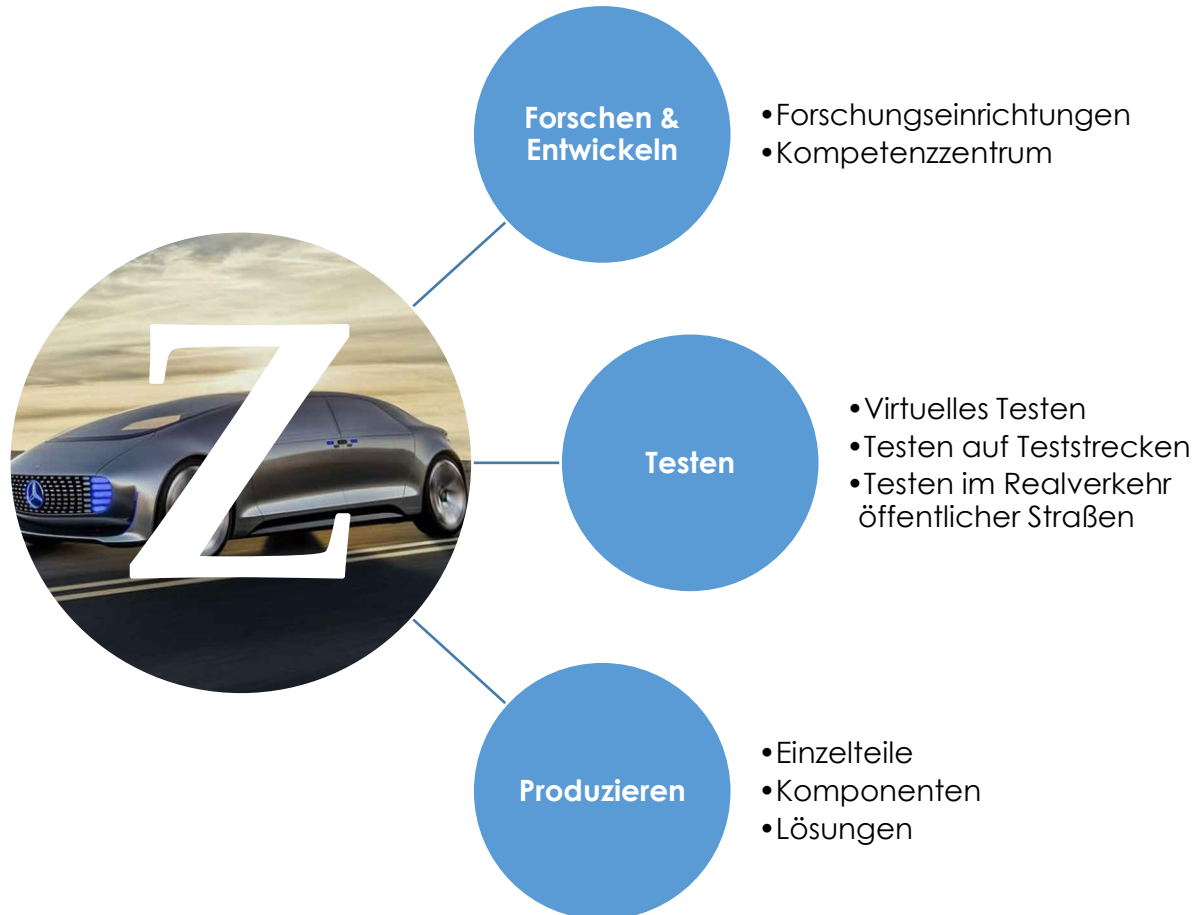 Forschen &
Entwickeln
•Forschungseinrichtungen
•Kompetenzzentrum
Z
Testen
•Virtuelles Testen
•Testen auf Teststrecken
•Testen im Realverkehr
öffentlicher Straßen
Produzieren
•Einzelteile
•Komponenten
•Lösungen